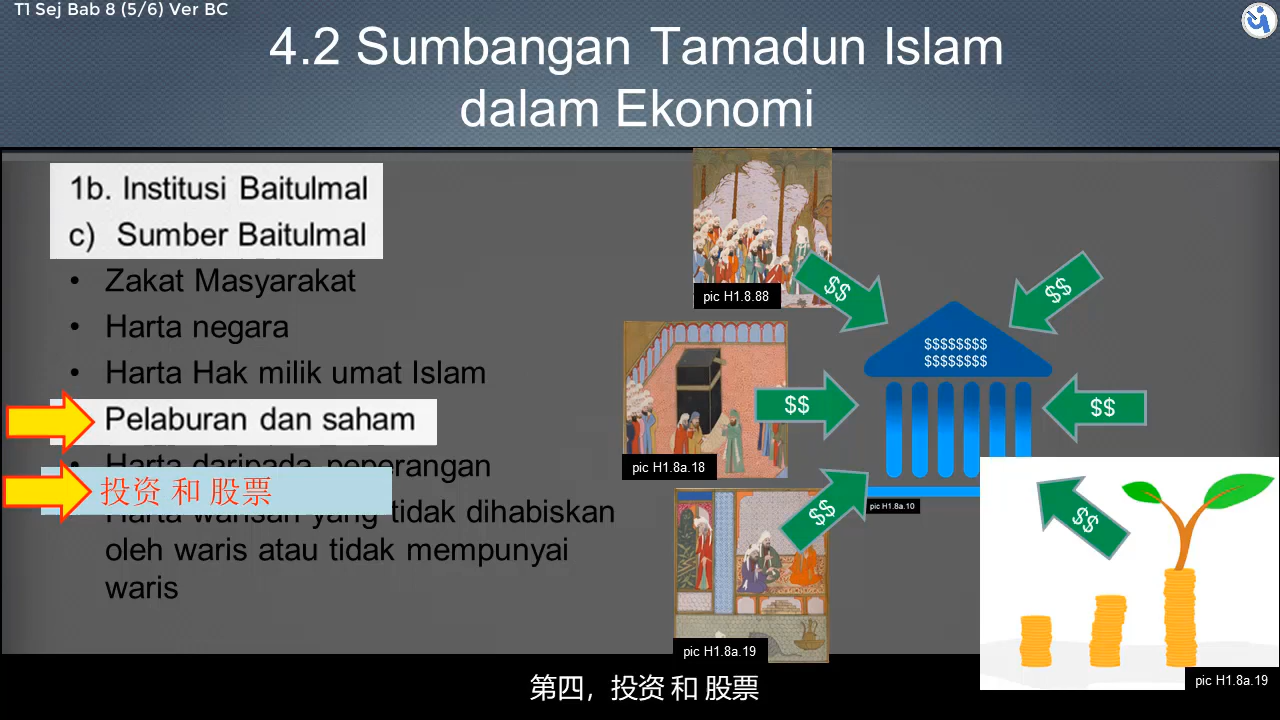 T1 Sej Bab 8 (5/6) Ver BC
4.2 Sumbangan Tamadun Islam
dalam Ekonomi
1b. Institusi Baitulmal
c) Sumber Baitulmal
• Zakat Masyarakat
• Harta negara
• Harta Hak milik umat Islam
Pelaburan dan saham
• Harta daripada peperangan
投资 和 股票
Harta warisan yang tidak dihabiskan
oleh waris atau tidak mempunyai
waris
pic H1.8.88
pic H1.8a.18
pic H1.8a.19
$$
$$
$$
$$
$$
$$
$$$$$$$$
$$$$$$$$
pic H1.8a.10
pic H1.8a.19
第四，投资 和 股票